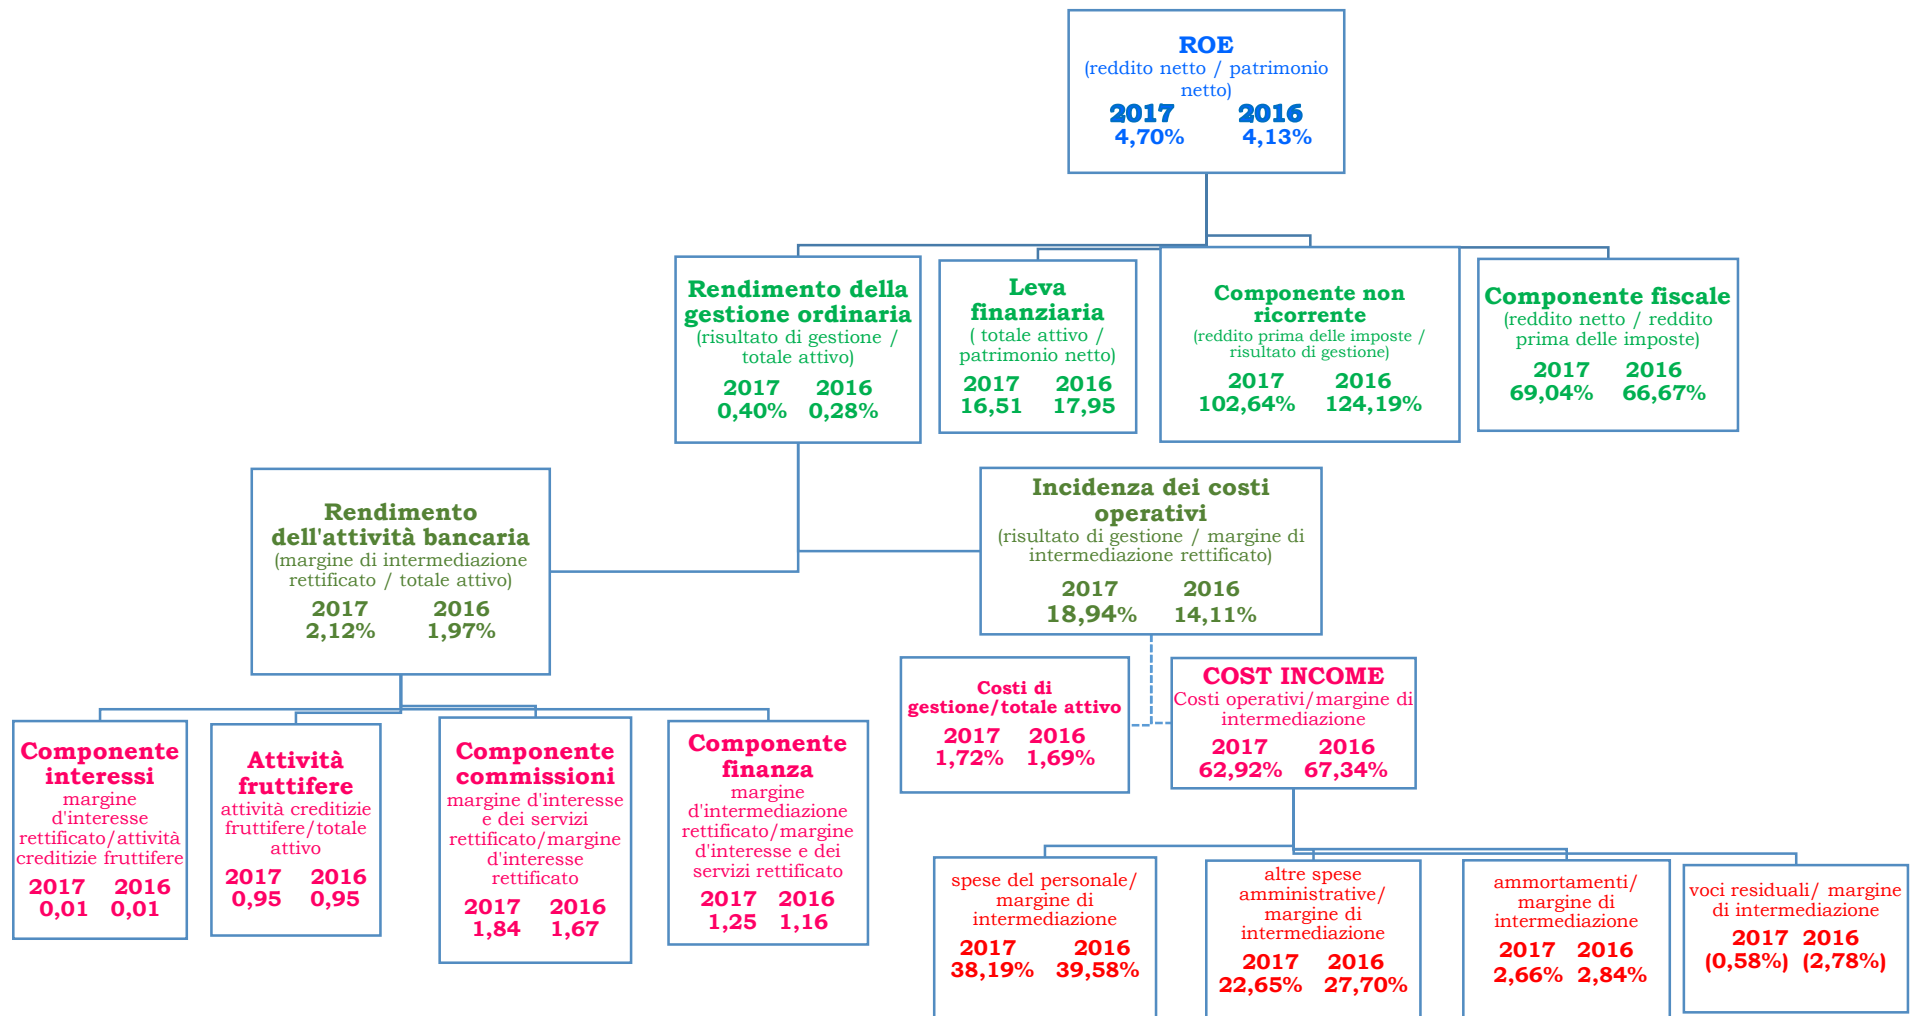 ROE
(reddito netto / patrimonio
netto)
2017 2016
4,70% 4,13%
Rendimento della
gestione ordinaria
(risultato di gestione /
totale attivo)
2017 2016
0,40% 0,28%
Leva
finanziaria
( totale attivo /
patrimonio netto)
2017 2016
16,51 17,95
Componente non
ricorrente
(reddito prima delle imposte /
risultato di gestione)
2017 2016
102,64% 124,19%
Componente fiscale
(reddito netto / reddito
prima delle imposte)
2017 2016
69,04% 66,67%
Rendimento
dell'attività bancaria
(margine di intermediazione
rettificato / totale attivo)
2017 2016
2,12% 1,97%
Incidenza dei costi
operativi
(risultato di gestione / margine di
intermediazione rettificato)
2017 2016
18,94% 14,11%
Costi di
gestione/totale attivo
2017 2016
1,72% 1,69%
COST INCOME
Costi operativi/margine di
intermediazione
2017 2016
62,92% 67,34%
Componente
interessi
margine
d'interesse
rettificato/attività
creditizie fruttifere
2017 2016
0,01 0,01
Attività
fruttifere
attività creditizie
fruttifere/totale
attivo
2017 2016
0,95 0,95
Componente
commissioni
margine d'interesse
e dei servizi
rettificato/margine
d'interesse
rettificato
2017 2016
1,84 1,67
Componente
finanza
margine
d'intermediazione
rettificato/margine
d'interesse e dei
servizi rettificato
2017 2016
1,25 1,16
spese del personale/
margine di
intermediazione
2017 2016
38,19% 39,58%
altre spese
amministrative/
margine di
intermediazione
2017 2016
22,65% 27,70%
ammortamenti/
margine di
intermediazione
2017 2016
2,66% 2,84%
voci residuali/ margine
di intermediazione
2017 2016
(0,58%) (2,78%)